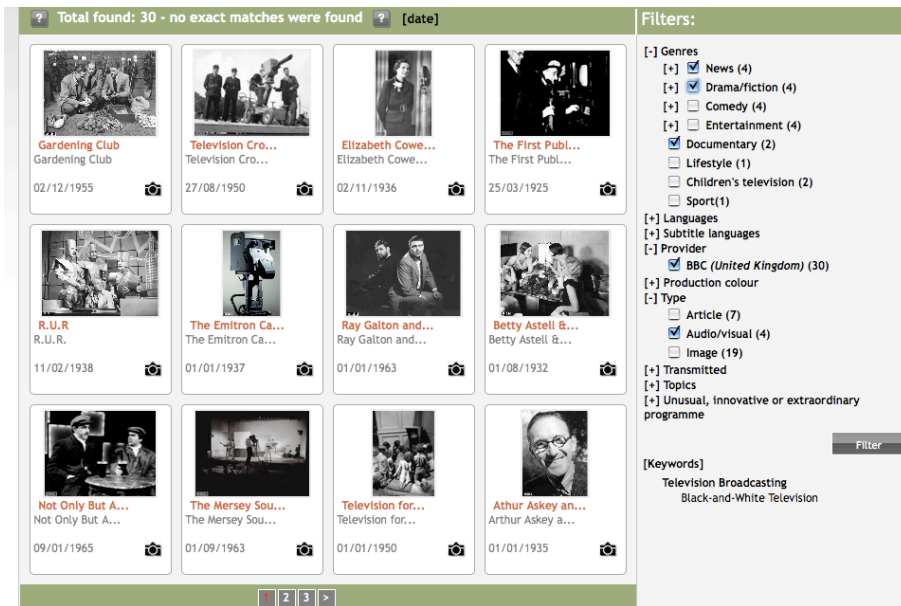 ? Total found: 30 - no exact matches were found ? [date]
Gardening Club
Gardening Club
02/12/1955
Television Cro...
Television Cro...
27/08/1950
Elizabeth Cowe...
Elizabeth Cowe...
02/11/1936
The First Publ...
The First Publ...
25/03/1925
R.U.R
R.U.R.
11/02/1938
The Emitron Ca...
The Emitron Ca...
01/01/1937
Ray Galton and...
Ray Galton and...
01/01/1963
Betty Astell &...
Betty Astell &...
01/08/1932
Not Only But A...
Not Only But A...
09/01/1965
The Mersey Sou...
The Mersey Sou...
01/09/1963
Television for...
Television for...
01/01/1950
Athur Askey an...
Arthur Askey a...
01/01/1935
1 2 3 >
Filters:
[-] Genres
[+] News (4)
[+] Drama/fiction (4)
[+] Comedy (4)
[+] Entertainment (4)
Documentary (2)
Lifestyle (1)
Children's television (2)
Sport(1)
[+] Languages
[+] Subtitle languages
[-] Provider
BBC (United Kingdom) (30)
[+] Production colour
[-] Type
Article (7)
Audio/visual (4)
Image (19)
[+] Transmitted
[+] Topics
[+] Unusual, innovative or extraordinary
programme
Filter
[Keywords]
Television Broadcasting
Black-and-White Television